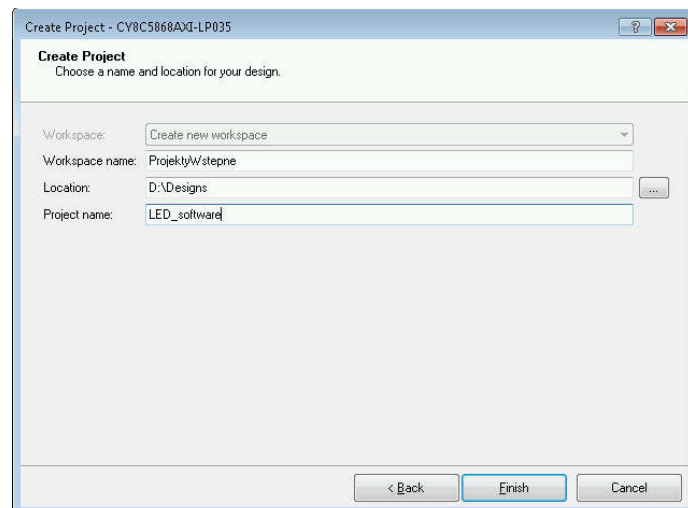 Create Project - CY8C5868AXI-LP035
Create Project
Choose a name and location for your design.
Workspace: Create new workspace
Workspace name: ProjektyWstepne
Location: D:\Designs ...
Project name: LED_software
< Back Finish Cancel